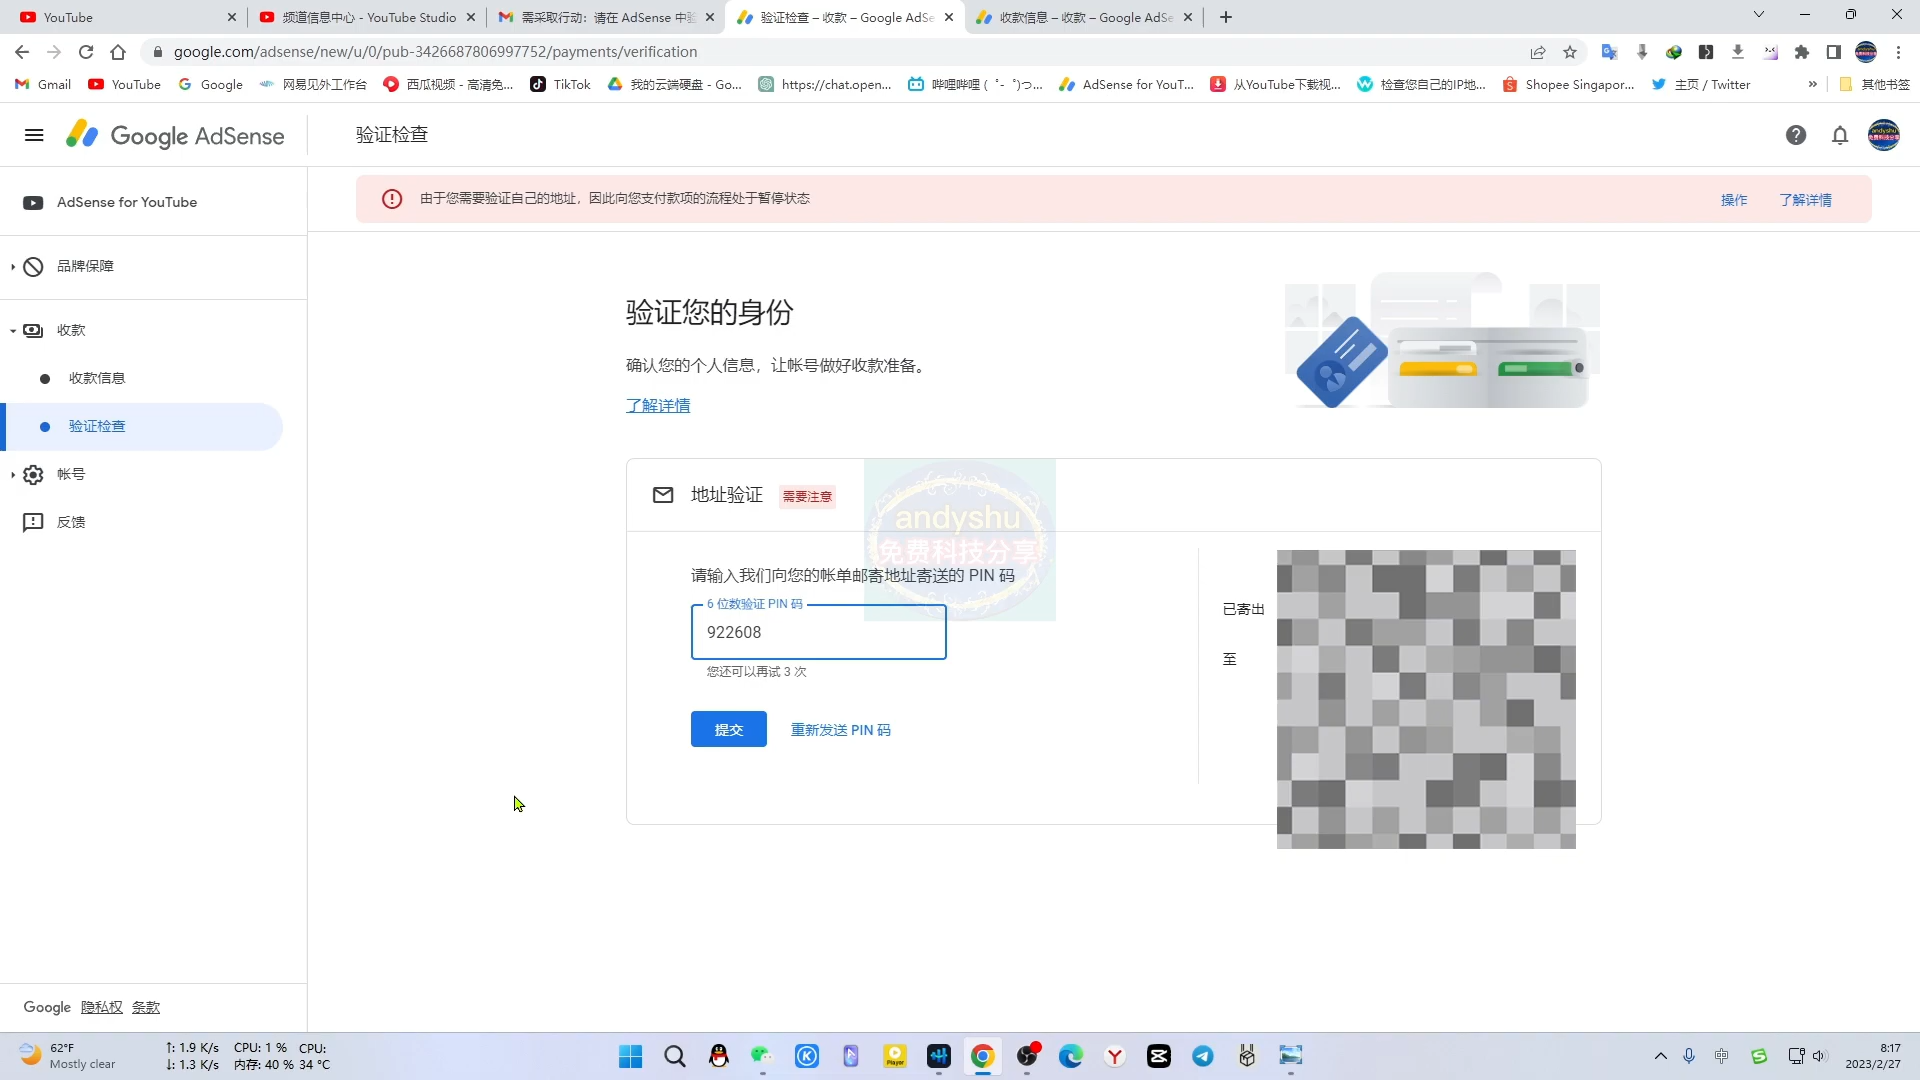 YouTube
频道信息中心 - YouTube Studio
需采取行动：请在 AdSense 中验
验证检查 – 收款 – Google AdSe
收款信息 – 收款 – Google AdSe
google.com/adsense/new/u/0/pub-3426687806997752/payments/verification
Gmail
YouTube
Google
网易见外工作台
西瓜视频 - 高清免...
TikTok
我的云端硬盘 - Go...
https://chat.open...
哔哩哔哩 (゜-゜)つ...
AdSense for YouT...
从YouTube下载视...
检查您自己的IP地...
Shopee Singapor...
主页 / Twitter
»
其他书签
Google AdSense
验证检查
AdSense for YouTube
品牌保障
收款
收款信息
验证检查
帐号
反馈
由于您需要验证自己的地址，因此向您支付款项的流程处于暂停状态
操作
了解详情
验证您的身份
确认您的个人信息，让帐号做好收款准备。
了解详情
地址验证
需要注意
andyshu
免费科技分享
请输入我们向您的帐单邮寄地址寄送的 PIN 码
6 位数验证 PIN 码
922608
您还可以再试 3 次
提交
重新发送 PIN 码
已寄出
至
Google 隐私权 条款
62°F
Mostly clear
↑: 1.9 K/s CPU: 1 % CPU:
↓: 1.3 K/s 内存: 40 % 34 °C
Player
中
8:17
2023/2/27